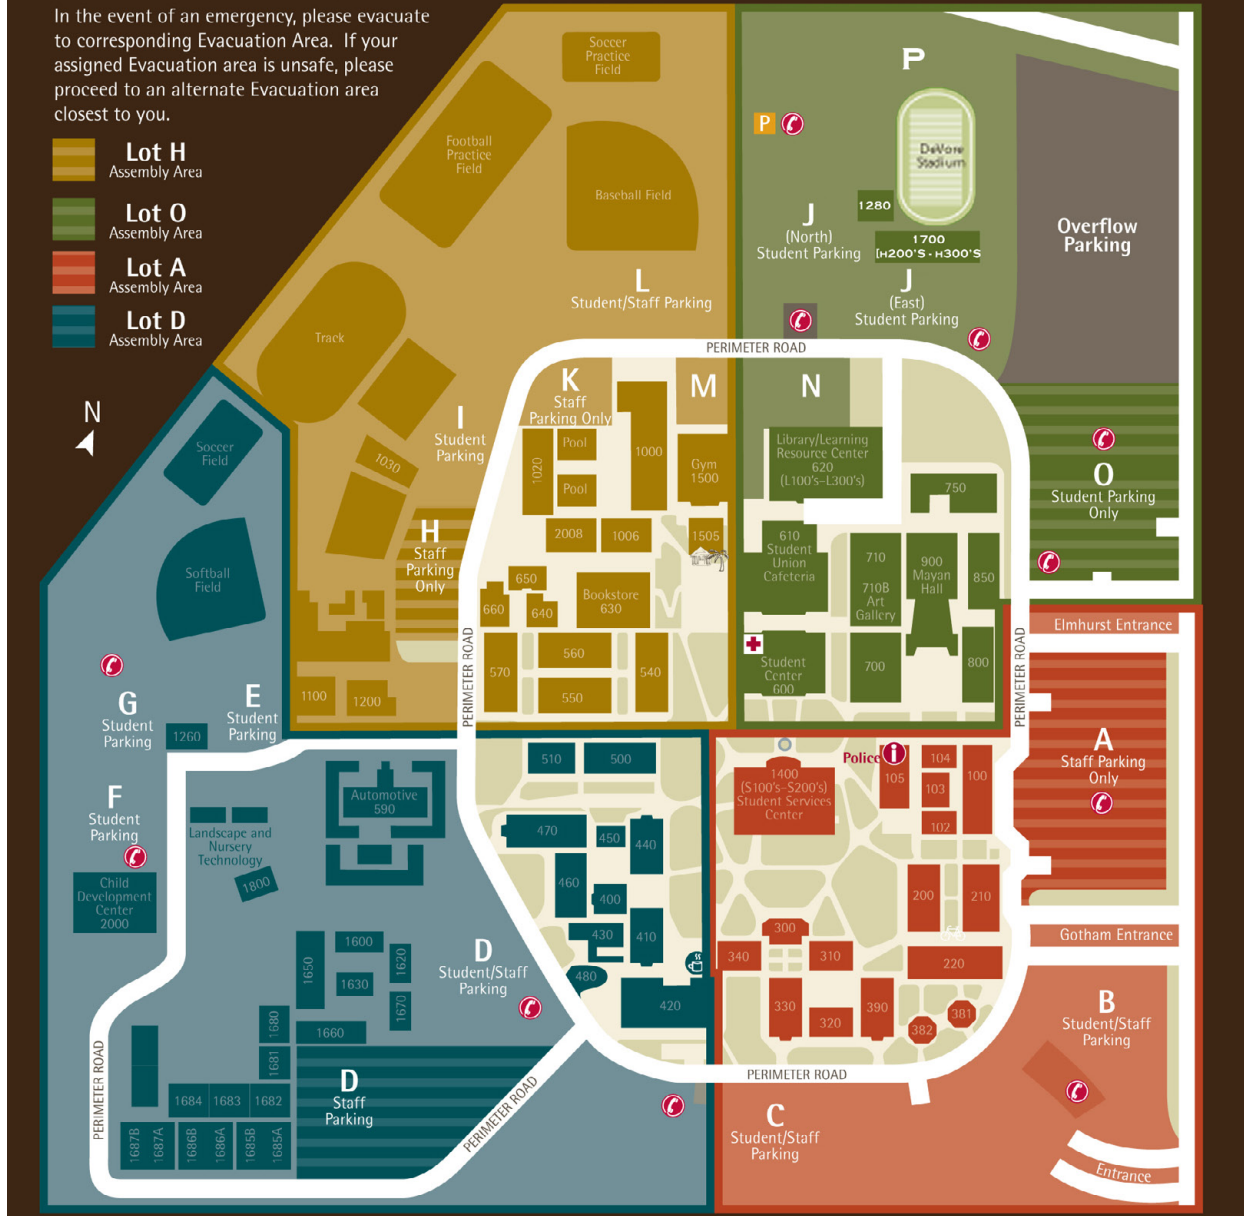 In the event of an emergency, please evacuate
to corresponding Evacuation Area. If your
assigned Evacuation area is unsafe, please
proceed to an alternate Evacuation area
closest to you.
Lot H
Assembly Area
Lot O
Assembly Area
Lot A
Assembly Area
Lot D
Assembly Area
N
Soccer
Practice
Field
Football
Practice
Field
Baseball Field
L
Student/Staff Parking
Track
I
Student
Parking
1030
H
Staff
Parking
Only
K
Staff
Parking Only
M
1020
Pool
Pool
1000
Gym
1500
2008
1006
1505
650
660
640
Bookstore
630
570
560
550
540
1100
1200
P
P
DeVore
Stadium
1280
1700
[H200'S - H300'S
J
(North)
Student Parking
J
(East)
Student Parking
Overflow
Parking
PERIMETER ROAD
N
Library/Learning
Resource Center
620
(L100's-L300's)
750
O
Student Parking
Only
610
Student
Union
Cafeteria
710
710B
Art
Gallery
900
Mayan
Hall
850
Student
Center
600
700
800
PERIMETER ROAD
PERIMETER ROAD
Elmhurst Entrance
A
Staff Parking
Only
Gotham Entrance
B
Student/Staff
Parking
Entrance
C
Student/Staff
Parking
PERIMETER ROAD
1400
(S100's-S200's)
Student Services
Center
Police
i
105
104
103
102
100
200
210
220
300
340
310
330
320
390
382
381
Soccer
Field
Softball
Field
G
Student
Parking
E
Student
Parking
1260
F
Student
Parking
Child
Development
Center
2000
Landscape and
Nursery
Technology
1800
Automotive
590
510
500
470
450
440
460
400
430
410
480
420
D
Student/Staff
Parking
1650
1600
1620
1630
1670
1680
1660
1681
1684
1683
1682
1687B
1687A
1686B
1686A
1685B
1685A
D
Staff
Parking
PERIMETER ROAD
PERIMETER ROAD